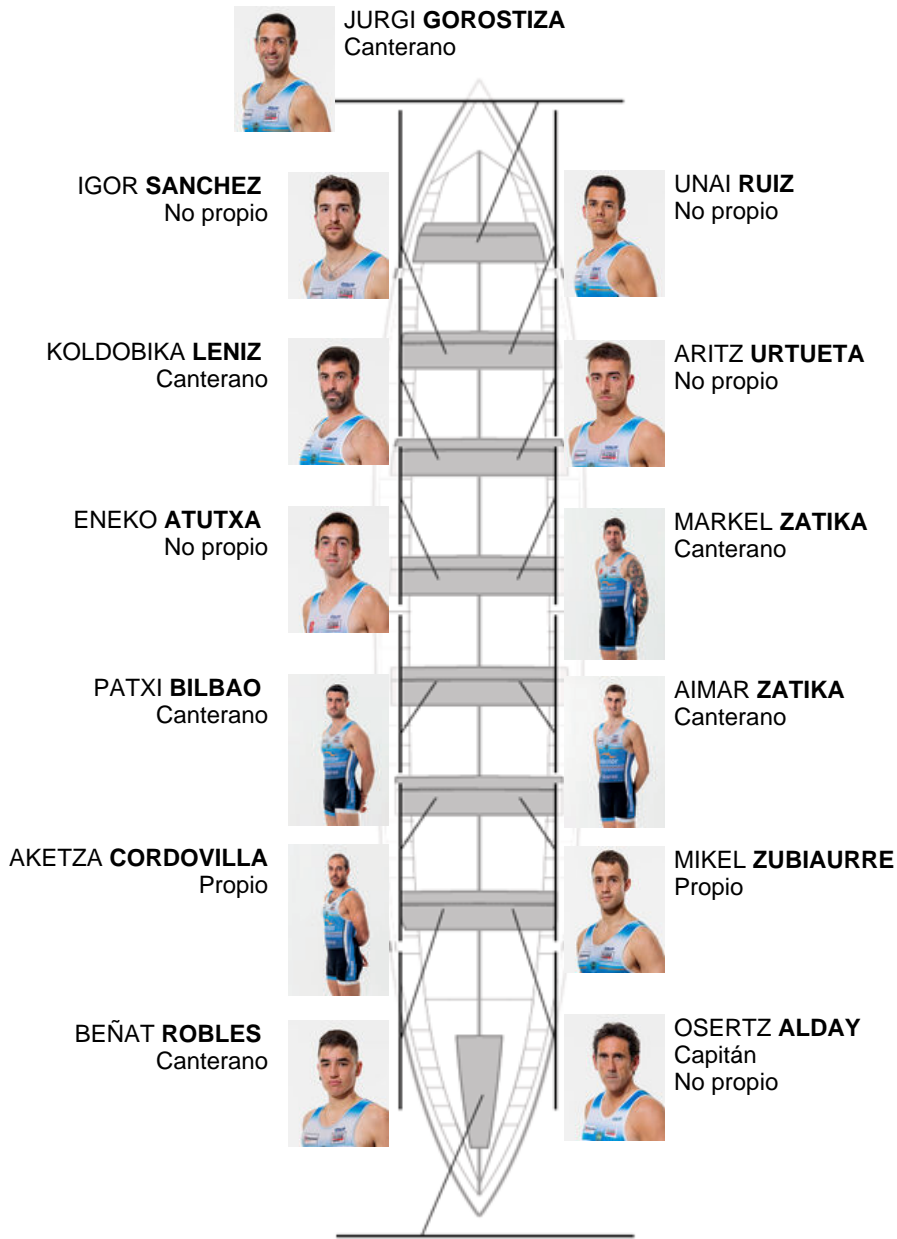 JURGI GOROSTIZA
Canterano
IGOR SANCHEZ
No propio
UNAI RUIZ
No propio
KOLDOBIKA LENIZ
Canterano
ARITZ URTUETA
No propio
ENEKO ATUTXA
No propio
MARKEL ZATIKA
Canterano
PATXI BILBAO
Canterano
AIMAR ZATIKA
Canterano
AKETZA CORDOVILLA
Propio
MIKEL ZUBIAURRE
Propio
BEÑAT ROBLES
Canterano
OSERTZ ALDAY
Capitán
No propio